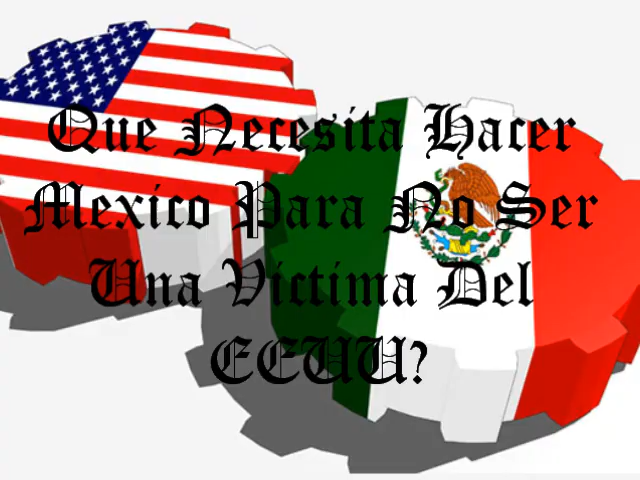 Que Necesita Hacer
Mexico Para No Ser
Una Victima Del
EEUU?